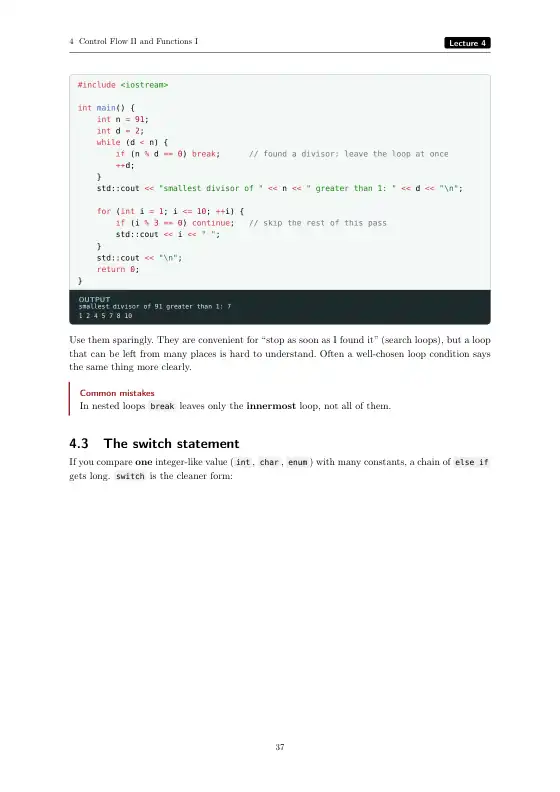 4 Control Flow II and Functions I
Lecture 4
#include <iostream>
int main() {
    int n = 91;
    int d = 2;
    while (d < n) {
        if (n % d == 0) break;      // found a divisor: leave the loop at once
        ++d;
    }
    std::cout << "smallest divisor of " << n << " greater than 1: " << d << "\n";
    for (int i = 1; i <= 10; ++i) {
        if (i % 3 == 0) continue;   // skip the rest of this pass
        std::cout << i << " ";
    }
    std::cout << "\n";
    return 0;
}
OUTPUT
smallest divisor of 91 greater than 1: 7
1 2 4 5 7 8 10
Use them sparingly. They are convenient for “stop as soon as I found it” (search loops), but a loop
that can be left from many places is hard to understand. Often a well-chosen loop condition says
the same thing more clearly.
Common mistakes
In nested loops break leaves only the innermost loop, not all of them.
4.3 The switch statement
If you compare one integer-like value (int, char, enum) with many constants, a chain of else if
gets long. switch is the cleaner form:
37